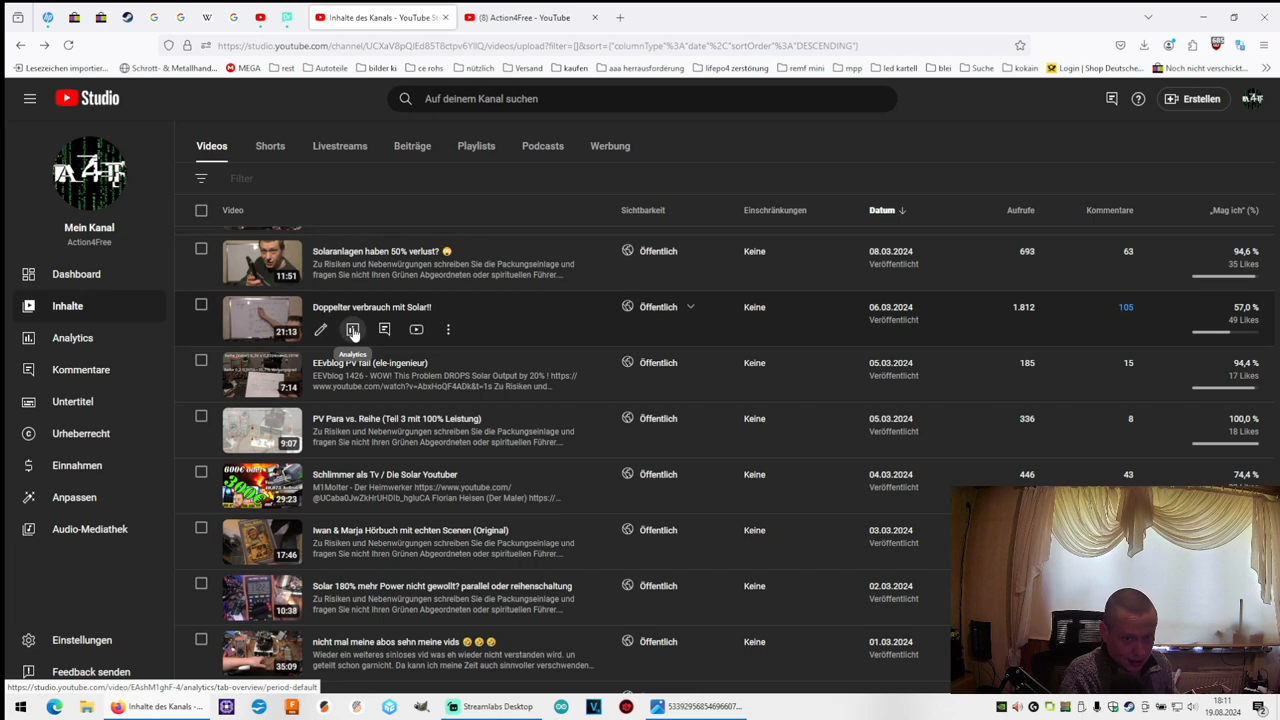 Inhalte des Kanals - YouTube St
(8) Action4Free - YouTube
https://studio.youtube.com/channel/UCXaV8pQIEd85T8ctpv6YlIQ/videos/upload?filter=[]&sort={"columnType"%3A"date"%2C"sortOrder"%3A"DESCENDING"}
Lesezeichen importier...
Schrott- & Metallhand...
MEGA
rest
Autoteile
bilder ki
ce rohs
nützlich
Versand
kaufen
aaa herrausforderung
lifepo4 zerstörung
remf mini
mpp
led kartell
blei
Suche
kokain
Login | Shop Deutsche...
Noch nicht verschickt...
Studio
Auf deinem Kanal suchen
Erstellen
A4T
Mein Kanal
Action4Free
Dashboard
Inhalte
Analytics
Kommentare
Untertitel
Urheberrecht
Einnahmen
Anpassen
Audio-Mediathek
Einstellungen
Feedback senden
Videos Shorts Livestreams Beiträge Playlists Podcasts Werbung
Filter
Video Sichtbarkeit Einschränkungen Datum Aufrufe Kommentare „Mag ich“ (%)
11:51
Solaranlagen haben 50% verlust?
Zu Risiken und Nebenwürgungen schreiben Sie die Packungseinlage und
fragen Sie nicht Ihren Grünen Abgeordneten oder spirituellen Führer...
Öffentlich Keine 08.03.2024 693 63 94,6 %
Veröffentlicht 35 Likes
21:13
Doppelter verbrauch mit Solar!!
Öffentlich Keine 06.03.2024 1.812 105 57,0 %
Veröffentlicht 49 Likes
Analytics
7:14
EEvblog PV fail (ele-ingenieur)
EEVblog 1426 - WOW! This Problem DROPS Solar Output by 20% ! https://
www.youtube.com/watch?v=AbxHoQF4ADk&t=1s Zu Risiken und...
Öffentlich Keine 05.03.2024 185 15 94,4 %
Veröffentlicht 17 Likes
9:07
PV Para vs. Reihe (Teil 3 mit 100% Leistung)
Zu Risiken und Nebenwürgungen schreiben Sie die Packungseinlage und
fragen Sie nicht Ihren Grünen Abgeordneten oder spirituellen Führer...
Öffentlich Keine 05.03.2024 336 8 100,0 %
Veröffentlicht 18 Likes
600€ oder
300€
29:23
Schlimmer als Tv / Die Solar Youtuber
M1Molter - Der Heimwerker https://www.youtube.com/
@UCaba0JwZkHrUHDIb_hgIuCA Florian Heisen (Der Maler) https:/...
Öffentlich Keine 04.03.2024 446 43 74,4 %
Veröffentlicht
17:46
Iwan & Marja Hörbuch mit echten Scenen (Original)
Zu Risiken und Nebenwürgungen schreiben Sie die Packungseinlage und
fragen Sie nicht Ihren Grünen Abgeordneten oder spirituellen Führer...
Öffentlich Keine 03.03.2024
Veröffentlicht
10:38
Solar 180% mehr Power nicht gewollt? parallel oder reihenschaltung
Zu Risiken und Nebenwürgungen schreiben Sie die Packungseinlage und
fragen Sie nicht Ihren Grünen Abgeordneten oder spirituellen Führer...
Öffentlich Keine 02.03.2024
Veröffentlicht
35:09
nicht mal meine abos sehn meine vids
Wieder ein weiteres sinloses vid was eh wieder nicht verstanden wird. un
geteilt schon garnicht. Da kann ich meine Zeit auch sinnvoller verschwenden...
Öffentlich Keine 01.03.2024
Veröffentlicht
https://studio.youtube.com/video/EAshM1ghF-4/analytics/tab-overview/period-default
Inhalte des Kanals -...
Streamlabs Desktop
53392956854696607...
18:11
19.08.2024